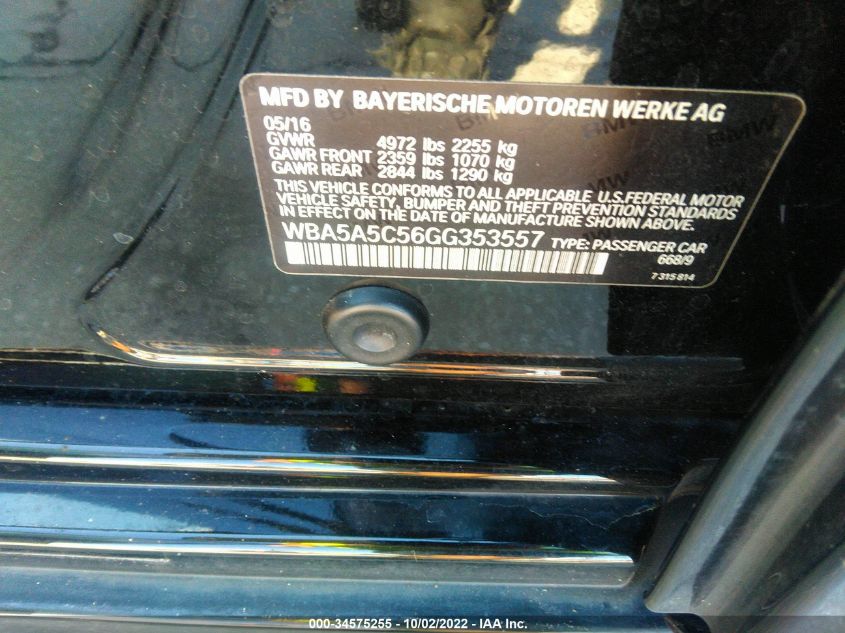 MFD BY BAYERISCHE MOTOREN WERKE AG
05/16
GVWR 4972 lbs 2255 kg
GAWR FRONT 2359 lbs 1070 kg
GAWR REAR 2844 lbs 1290 kg
THIS VEHICLE CONFORMS TO ALL APPLICABLE U.S.FEDERAL MOTOR
VEHICLE SAFETY, BUMPER AND THEFT PREVENTION STANDARDS
IN EFFECT ON THE DATE OF MANUFACTURE SHOWN ABOVE.
WBA5A5C56GG353557 TYPE: PASSENGER CAR
668/9
7315814
000-34575255 - 10/02/2022 - IAA Inc.